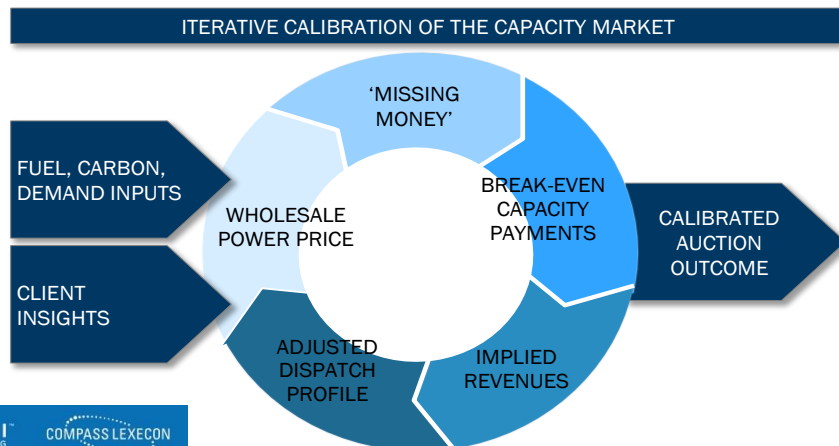 ITERATIVE CALIBRATION OF THE CAPACITY MARKET
‘MISSING
MONEY’
FUEL, CARBON,
DEMAND INPUTS
WHOLESALE
POWER PRICE
BREAK-EVEN
CAPACITY
PAYMENTS
CALIBRATED
AUCTION
OUTCOME
CLIENT
INSIGHTS
ADJUSTED
DISPATCH
PROFILE
IMPLIED
REVENUES
COMPASS LEXECON